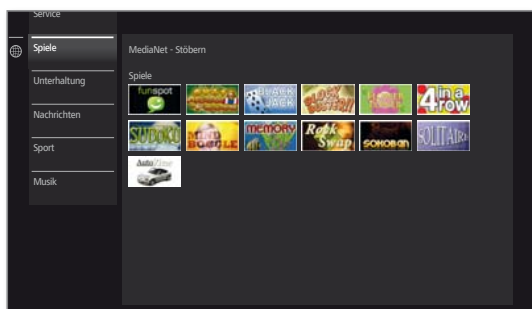 Service
Spiele
Unterhaltung
Nachrichten
Sport
Musik
MediaNet - Stöbern
Spiele
funspot
BLACK JACK
4 in a row
SUDOKU
BOGGLE
MEMORY
Rock Swap
SOKOBAN
SOLITAIRE
AutoTime